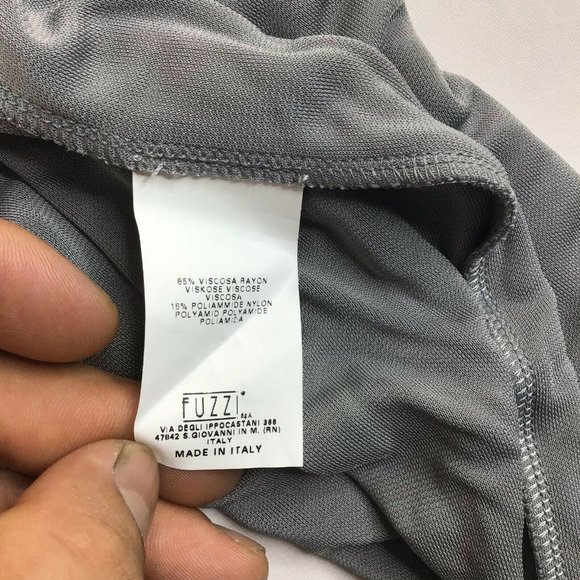 85% VISCOSA RAYON
VISKOSE VISCOSE
VISCOSA
15% POLIAMMIDE NYLON
POLYAMID POLYAMIDE
POLIAMIDA
FUZZI
S.p.A.
VIA DEGLI IPPOCASTANI 368
47842 S.GIOVANNI IN M. (RN)
ITALY
MADE IN ITALY